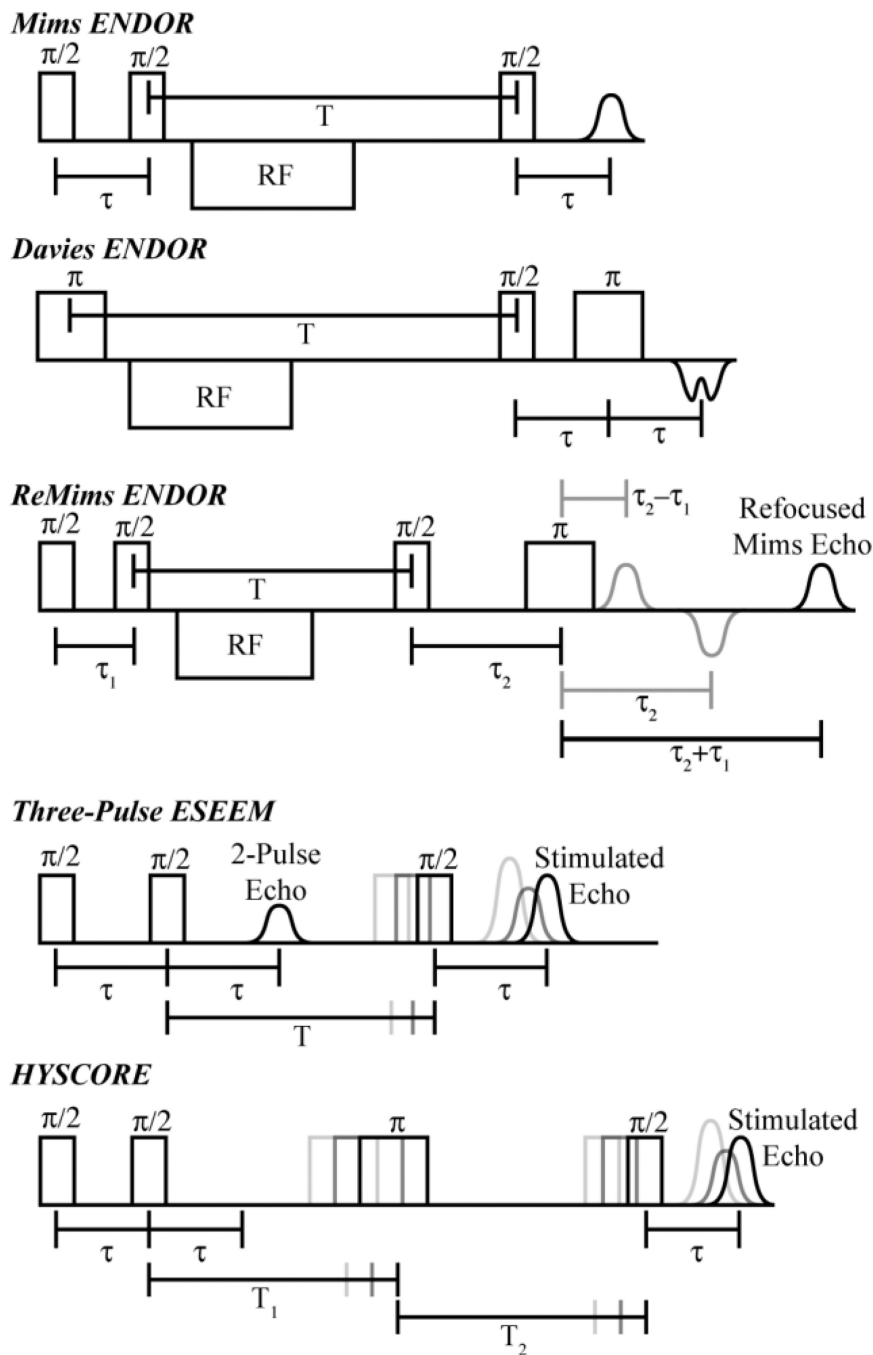 Mims ENDOR
π/2 π/2 π/2
T
RF
τ τ
Davies ENDOR
π π/2 π
T
RF
τ τ
ReMims ENDOR
τ₂−τ₁
Refocused
Mims Echo
π/2 π/2 π/2 π
T
RF
τ₁ τ₂
τ₂
τ₂+τ₁
Three-Pulse ESEEM
π/2 π/2 2-Pulse
Echo
π/2 Stimulated
Echo
τ τ τ
T
HYSCORE
π/2 π/2 π π/2 Stimulated
Echo
τ τ τ
T₁
T₂